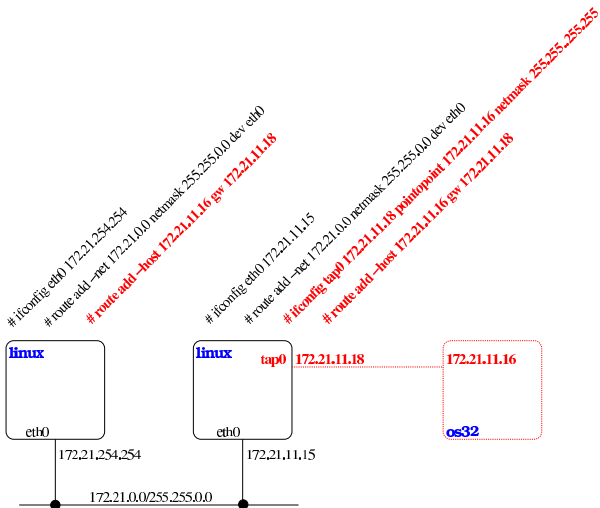 # ifconfig eth0 172.21.254.254
# route add −net 172.21.0.0 netmask 255.255.0.0 dev eth0
# route add −host 172.21.11.16 gw 172.21.11.18
# ifconfig eth0 172.21.11.15
# route add −net 172.21.0.0 netmask 255.255.0.0 dev eth0
# ifconfig tap0 172.21.11.18 pointopoint 172.21.11.16 netmask 255.255..255.255
# route add −host 172.21.11.16 gw 172.21.11.18
linux
eth0
172.21.254.254
linux
tap0
172.21.11.18
eth0
172.21.11.15
172.21.11.16
os32
172.21.0.0/255.255.0.0